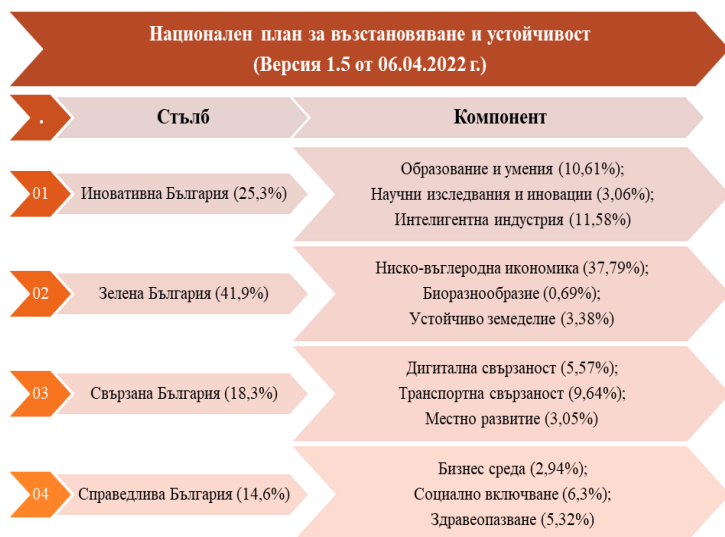 Национален план за възстановяване и устойчивост
(Версия 1.5 от 06.04.2022 г.)
.
Стълб
Компонент
01
Иновативна България (25,3%)
Образование и умения (10,61%);
Научни изследвания и иновации (3,06%);
Интелигентна индустрия (11,58%)
02
Зелена България (41,9%)
Ниско-въглеродна икономика (37,79%);
Биоразнообразие (0,69%);
Устойчиво земеделие (3,38%)
03
Свързана България (18,3%)
Дигитална свързаност (5,57%);
Транспортна свързаност (9,64%);
Местно развитие (3,05%)
04
Справедлива България (14,6%)
Бизнес среда (2,94%);
Социално включване (6,3%);
Здравеопазване (5,32%)